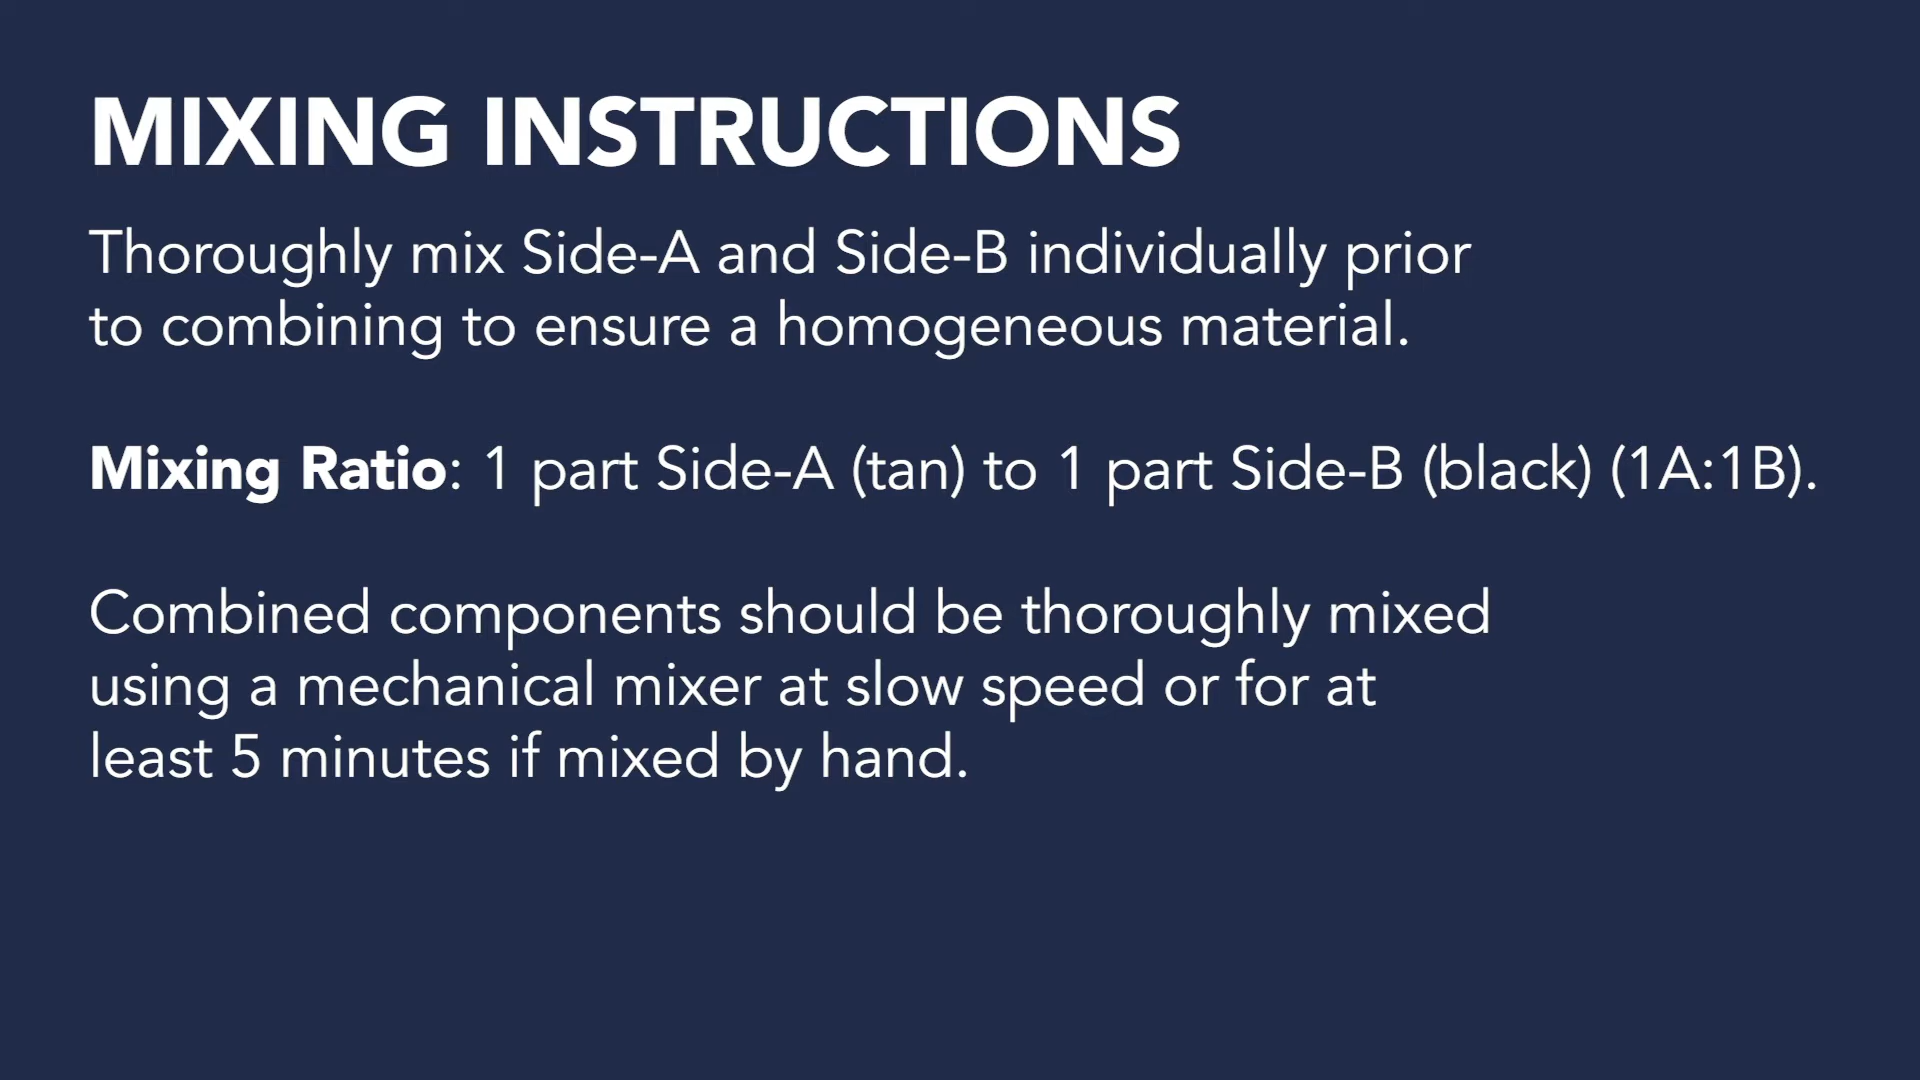 MIXING INSTRUCTIONS
Thoroughly mix Side-A and Side-B individually prior
to combining to ensure a homogeneous material.
Mixing Ratio: 1 part Side-A (tan) to 1 part Side-B (black) (1A:1B).
Combined components should be thoroughly mixed
using a mechanical mixer at slow speed or for at
least 5 minutes if mixed by hand.